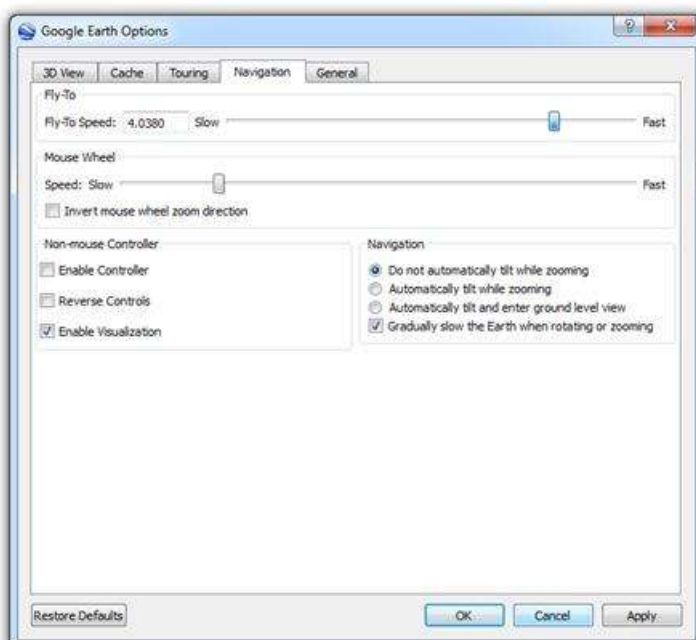 Google Earth Options
?
3D View Cache Touring Navigation General
Fly-To
Fly-To Speed: 4.0380 Slow Fast
Mouse Wheel
Speed: Slow Fast
Invert mouse wheel zoom direction
Non-mouse Controller
Enable Controller
Reverse Controls
Enable Visualization
Navigation
Do not automatically tilt while zooming
Automatically tilt while zooming
Automatically tilt and enter ground level view
Gradually slow the Earth when rotating or zooming
Restore Defaults OK Cancel Apply